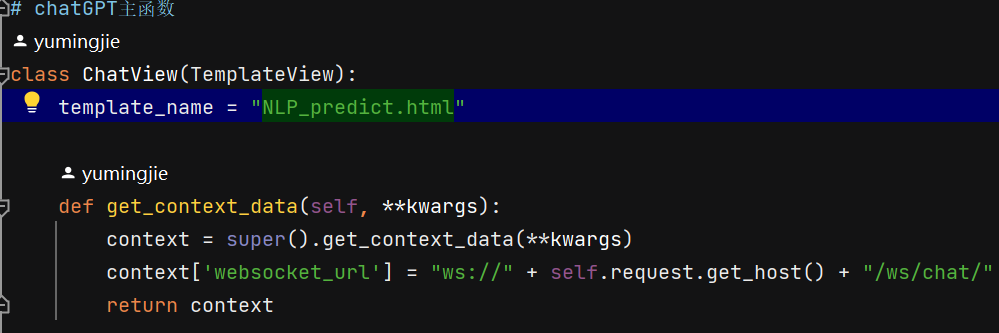 # chatGPT主函数
yumingjie
class ChatView(TemplateView):
template_name = "NLP_predict.html"
yumingjie
def get_context_data(self, **kwargs):
context = super().get_context_data(**kwargs)
context['websocket_url'] = "ws://" + self.request.get_host() + "/ws/chat/"
return context